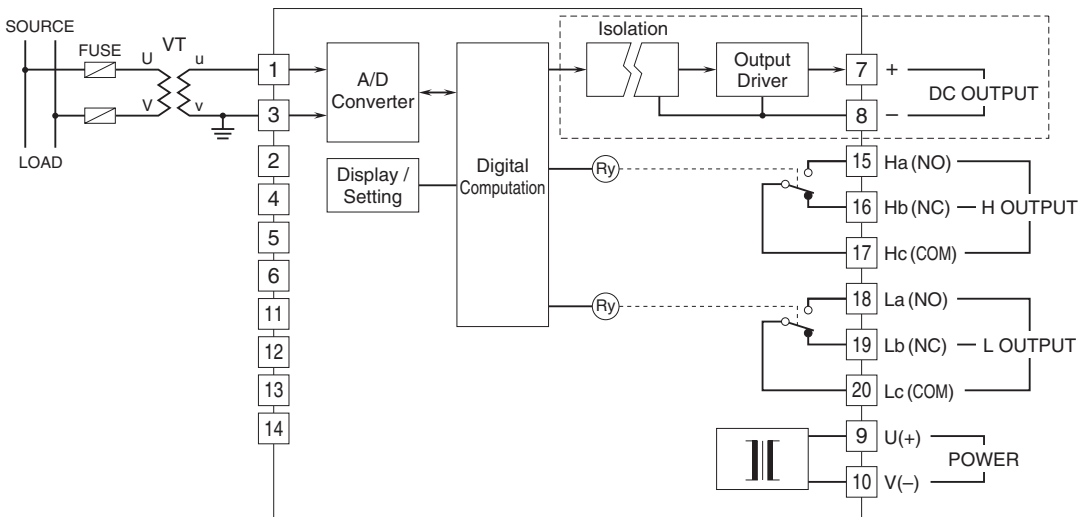 SOURCE
FUSE
VT
U
u
V
v
LOAD
1
3
2
4
5
6
11
12
13
14
A/D
Converter
Display /
Setting
Digital
Computation
Isolation
Output
Driver
7
+
8
–
DC OUTPUT
Ry
15
Ha (NO)
16
Hb (NC)
H OUTPUT
17
Hc (COM)
Ry
18
La (NO)
19
Lb (NC)
L OUTPUT
20
Lc (COM)
9
U(+)
POWER
10
V(–)